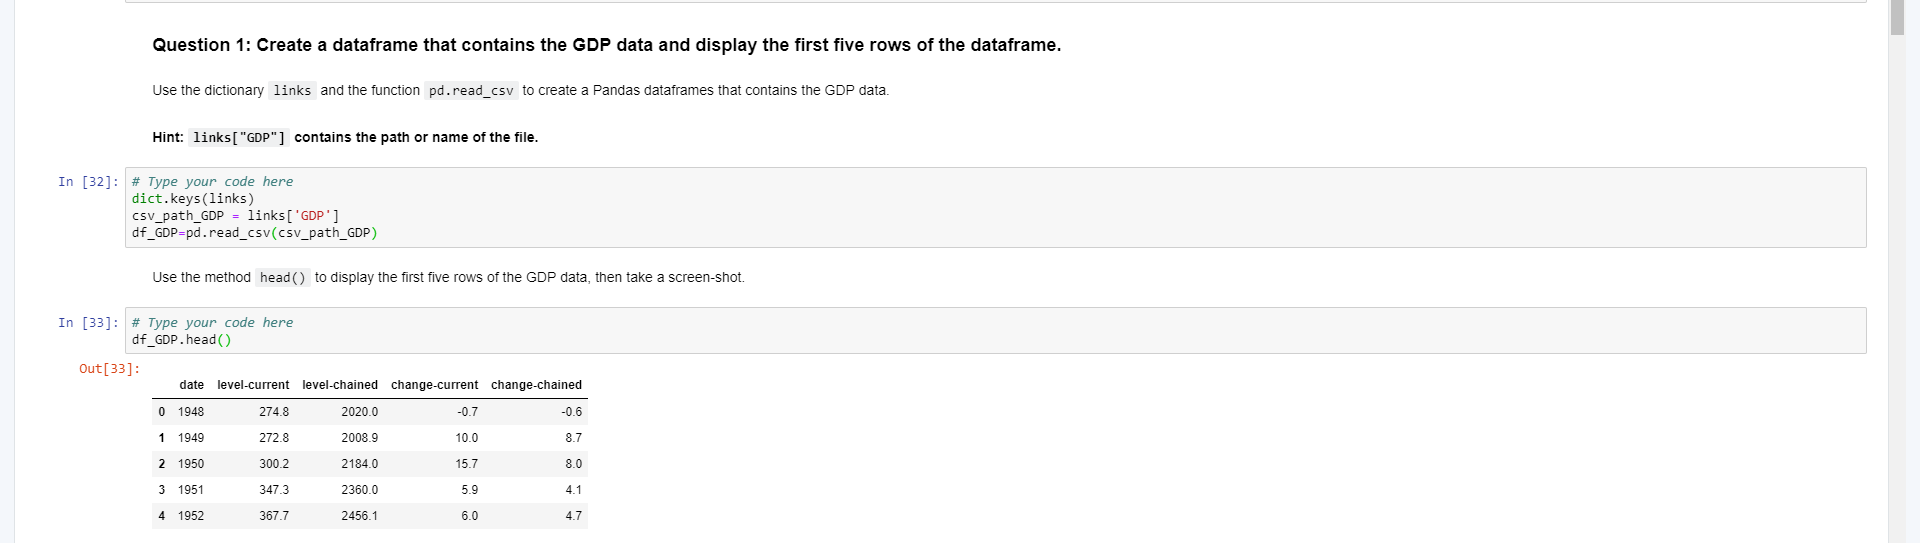 Question 1: Create a dataframe that contains the GDP data and display the first five rows of the dataframe.
Use the dictionary links and the function pd.read_csv to create a Pandas dataframes that contains the GDP data.
Hint: links["GDP"] contains the path or name of the file.
In [32]: # Type your code here
dict.keys(links)
csv_path_GDP = links['GDP']
df_GDP=pd.read_csv(csv_path_GDP)
Use the method head() to display the first five rows of the GDP data, then take a screen-shot.
In [33]: # Type your code here
df_GDP.head()
Out[33]:
date level-current level-chained change-current change-chained
0 1948 274.8 2020.0 -0.7 -0.6
1 1949 272.8 2008.9 10.0 8.7
2 1950 300.2 2184.0 15.7 8.0
3 1951 347.3 2360.0 5.9 4.1
4 1952 367.7 2456.1 6.0 4.7